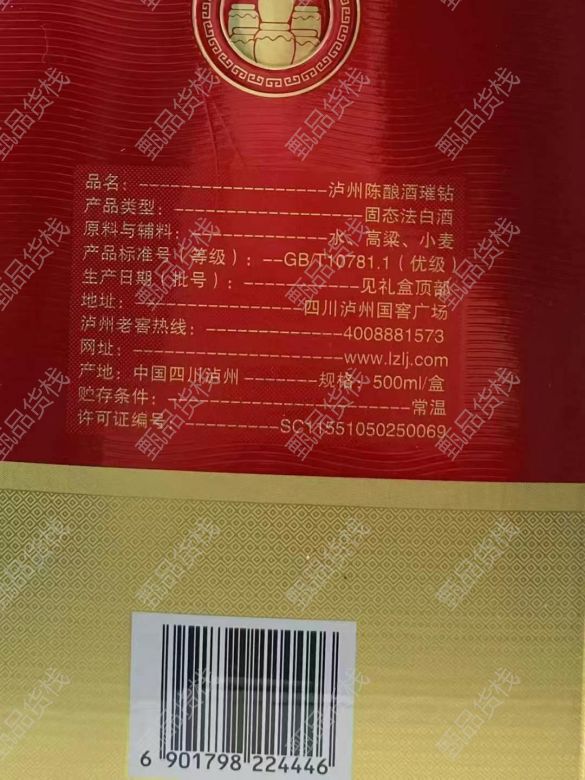 品名：------------------泸州陈酿酒璀钻
产品类型：------------------固态法白酒
原料与辅料：--------------水、高粱、小麦
产品标准号（等级）：--GB/T10781.1（优级）
生产日期（批号）：-----------见礼盒顶部
地址：----------------四川泸州国窖广场
泸州老窖热线：----------------4008881573
网址：--------------------www.lzlj.com
产地：中国四川泸州-------规格：500ml/盒
贮存条件：-----------------------常温
许可证编号：---------SC11551050250069
6 901798 224446
甄品货栈